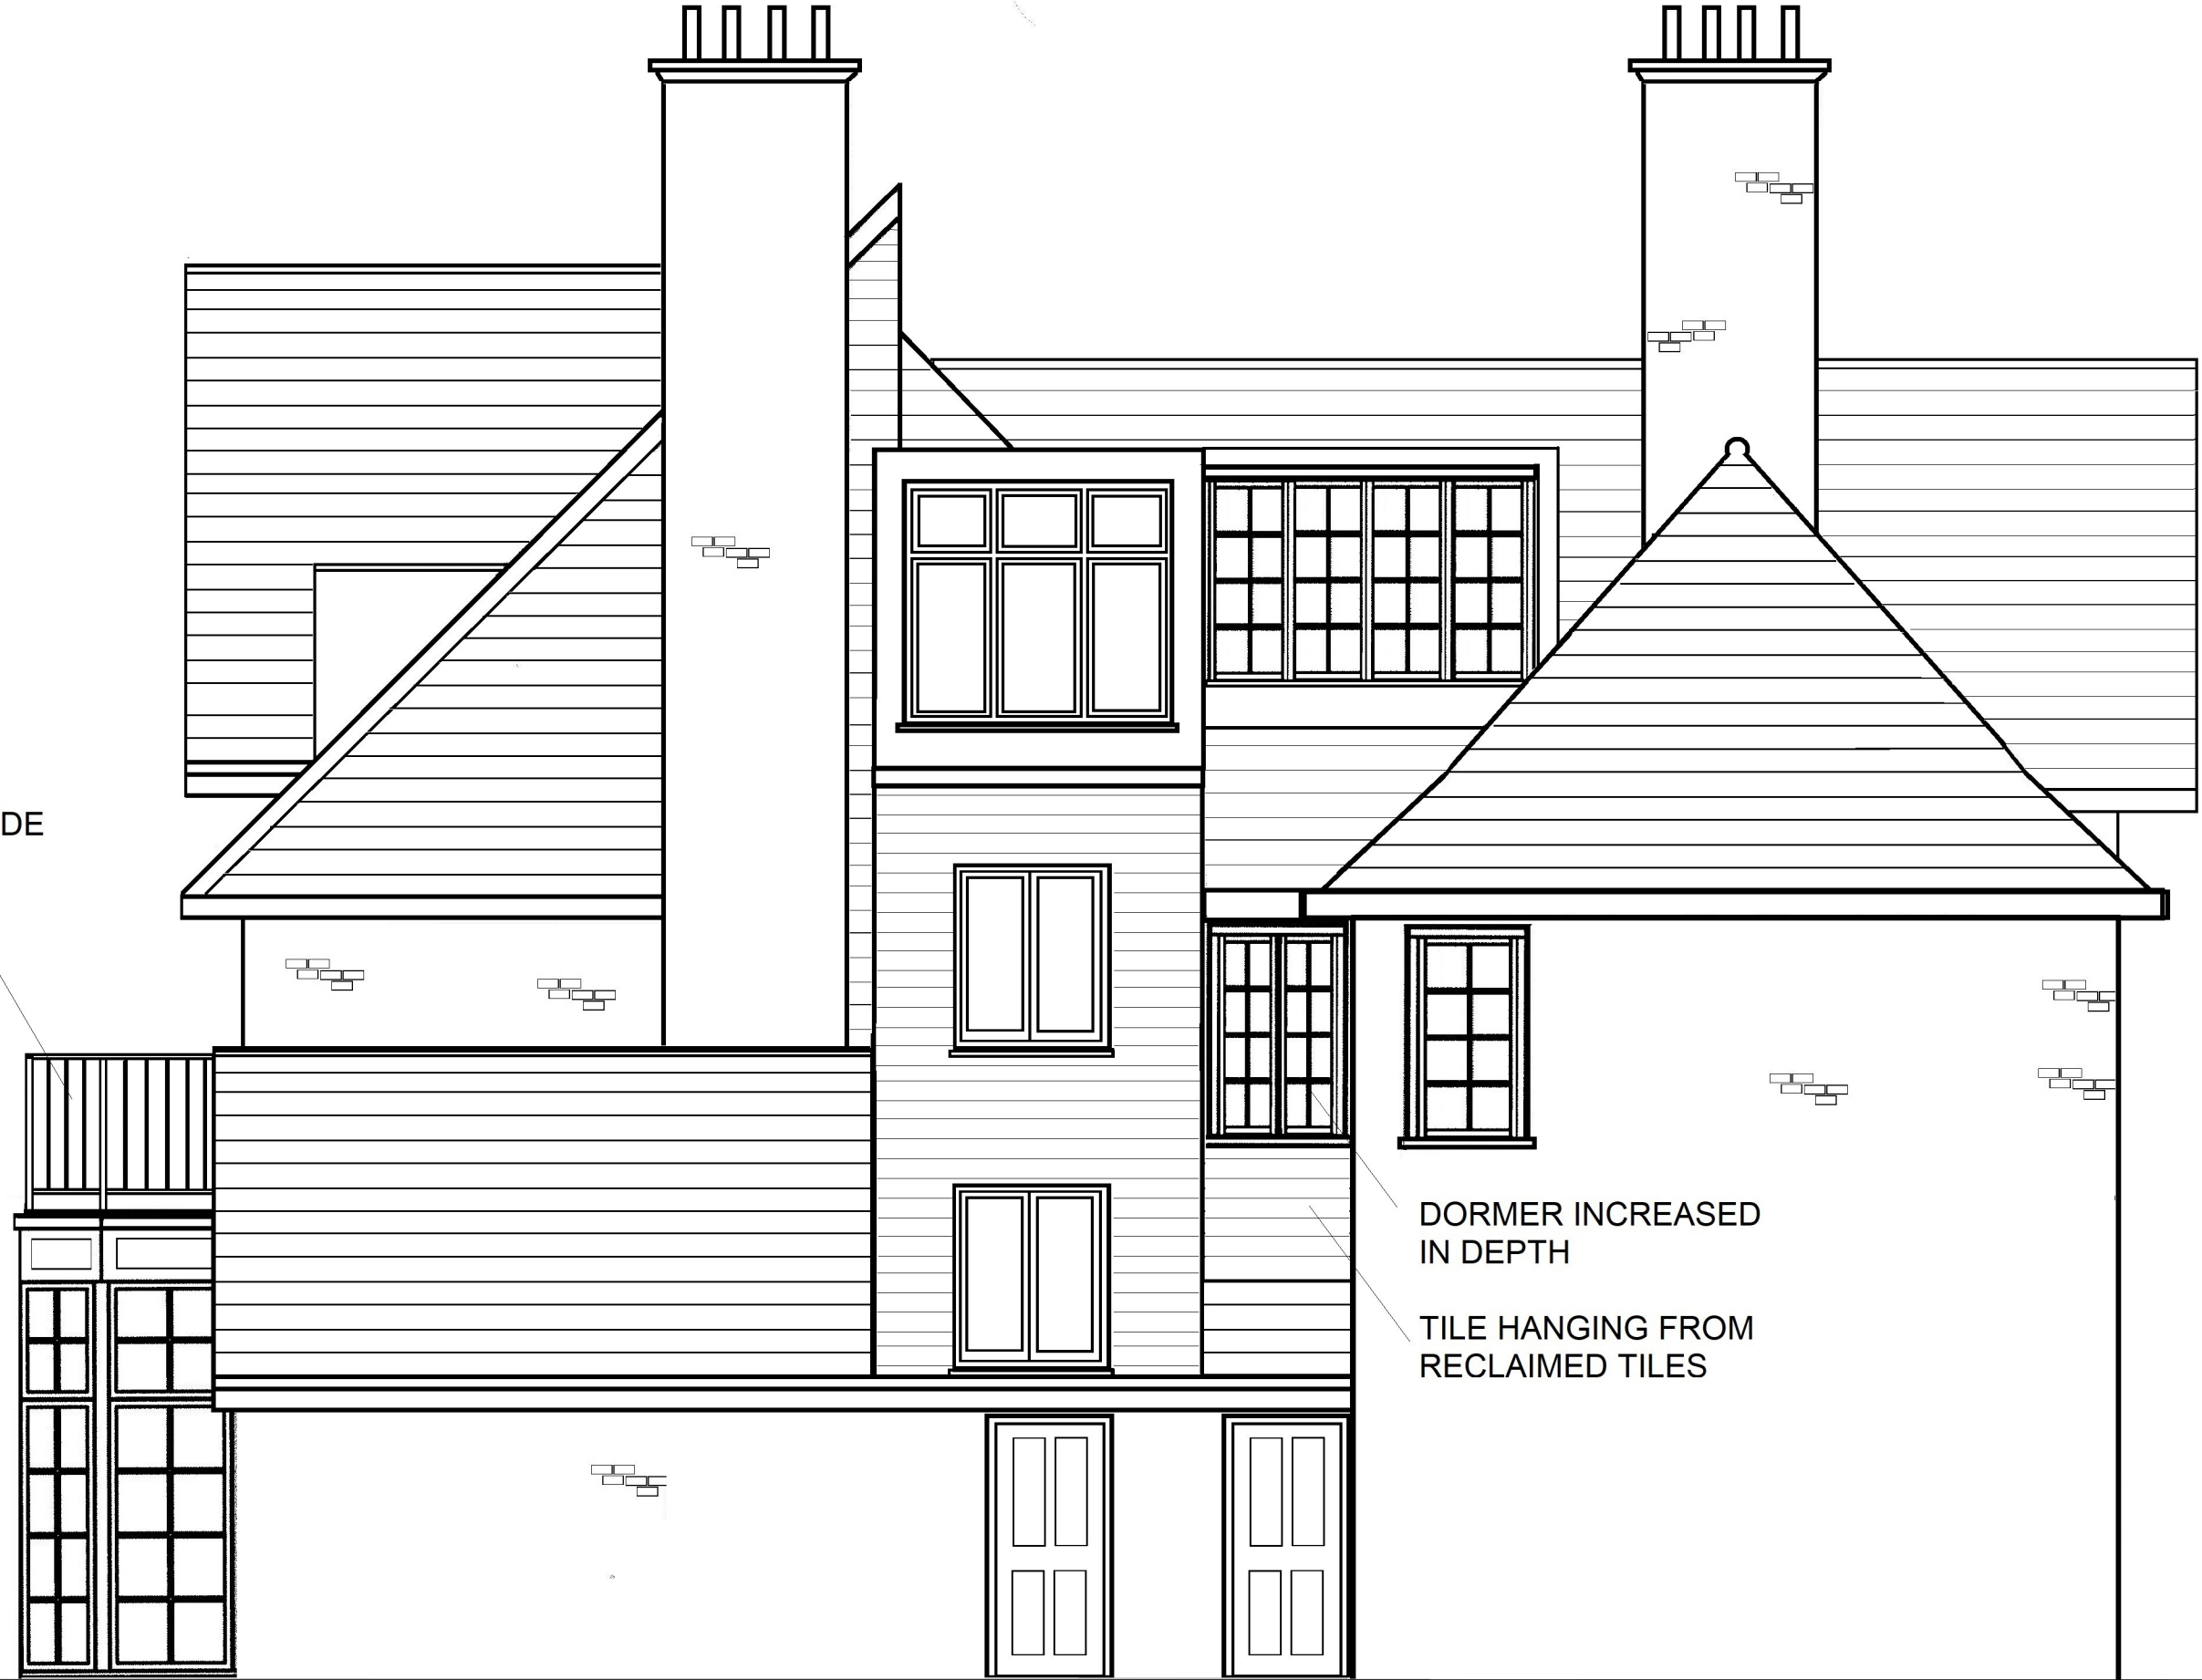 DE
DORMER INCREASED
IN DEPTH
TILE HANGING FROM
RECLAIMED TILES